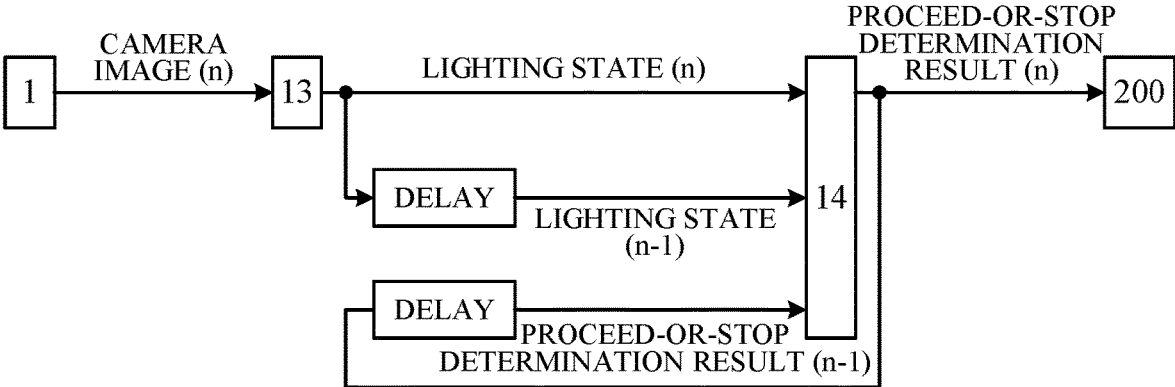 CAMERA
IMAGE (n)
1
13
LIGHTING STATE (n)
PROCEED-OR-STOP
DETERMINATION
RESULT (n)
200
14
DELAY
LIGHTING STATE
(n-1)
DELAY
PROCEED-OR-STOP
DETERMINATION RESULT (n-1)